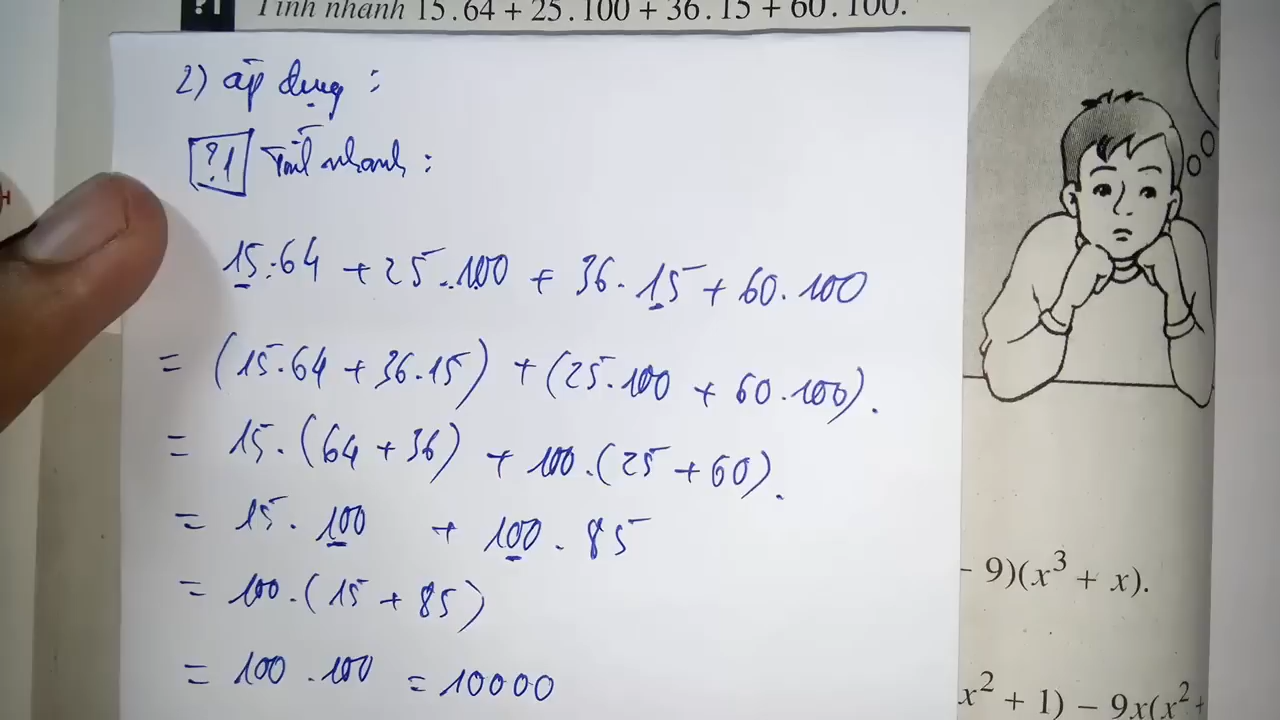 ?1 Tính nhanh 15.64 + 25.100 + 36.15 + 60.100.
2) áp dụng :
?1 Tính nhanh :
15.64 + 25.100 + 36.15 + 60.100
= (15.64 + 36.15) + (25.100 + 60.100).
= 15.(64 + 36) + 100.(25 + 60).
= 15.100 + 100.85
= 100.(15 + 85)
= 100.100 = 10000
– 9)(x³ + x).
x² + 1) – 9x(x² +